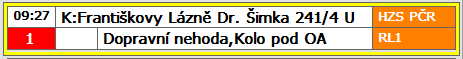 09:27 K:Františkovy Lázně Dr. Šimka 241/4 U HZS PČR
1 Dopravní nehoda,Kolo pod OA RL1